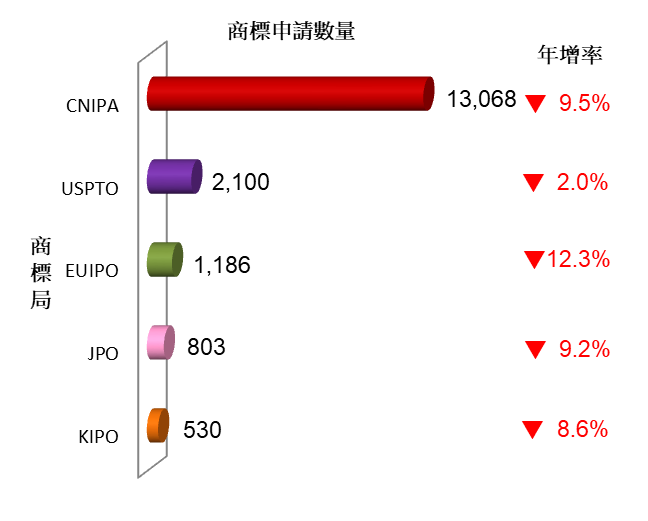 商標申請數量
年增率
CNIPA 13,068 ▼ 9.5%
USPTO 2,100 ▼ 2.0%
商標局
EUIPO 1,186 ▼12.3%
JPO 803 ▼ 9.2%
KIPO 530 ▼ 8.6%